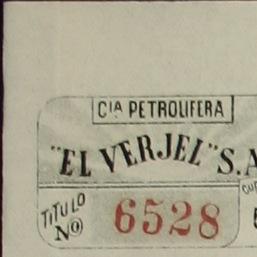 CIA PETROLIFERA
"EL VERJEL" S.A
TITULO
Nº 6528